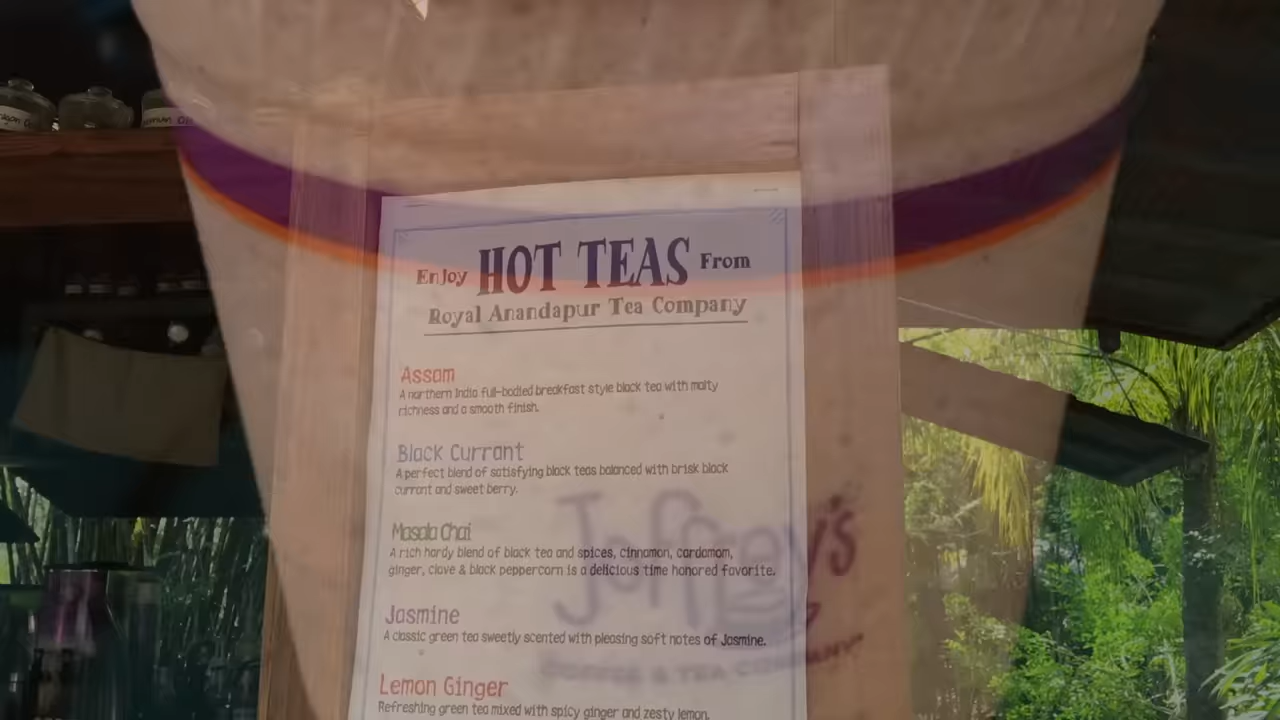 Enjoy HOT TEAS From
Royal Anandapur Tea Company
Assam
A northern India full-bodied breakfast style black tea with malty
richness and a smooth finish.
Black Currant
A perfect blend of satisfying black teas balanced with brisk black
currant and sweet berry.
Masala Chai
A rich hardy blend of black tea and spices, cinnamon, cardamom,
ginger, clove & black peppercorn is a delicious time honored favorite.
Jasmine
A classic green tea sweetly scented with pleasing soft notes of Jasmine.
Lemon Ginger
Refreshing green tea mixed with spicy ginger and zesty lemon.
Joffrey's
COFFEE & TEA COMPANY